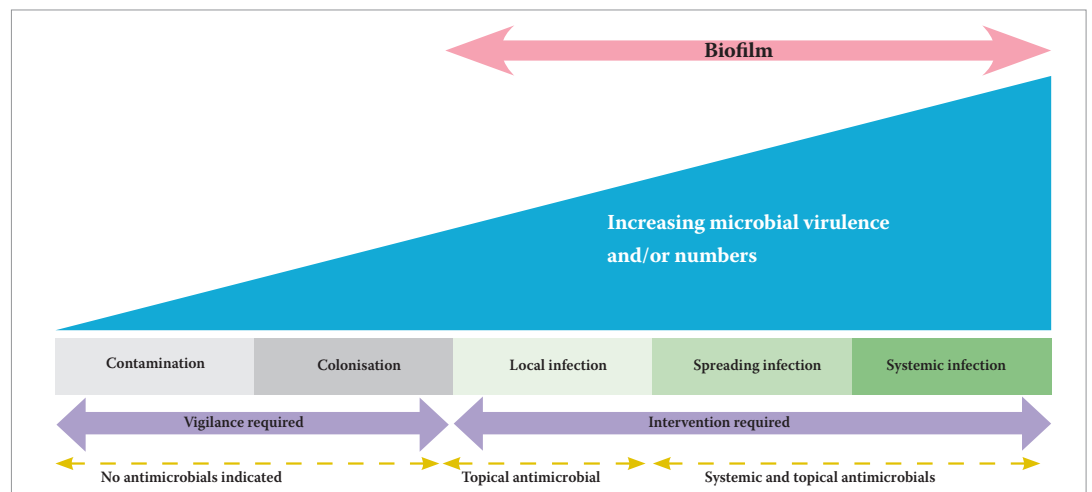 Biofilm
Increasing microbial virulence
and/or numbers
Contamination
Colonisation
Local infection
Spreading infection
Systemic infection
Vigilance required
Intervention required
No antimicrobials indicated
Topical antimicrobial
Systemic and topical antimicrobials